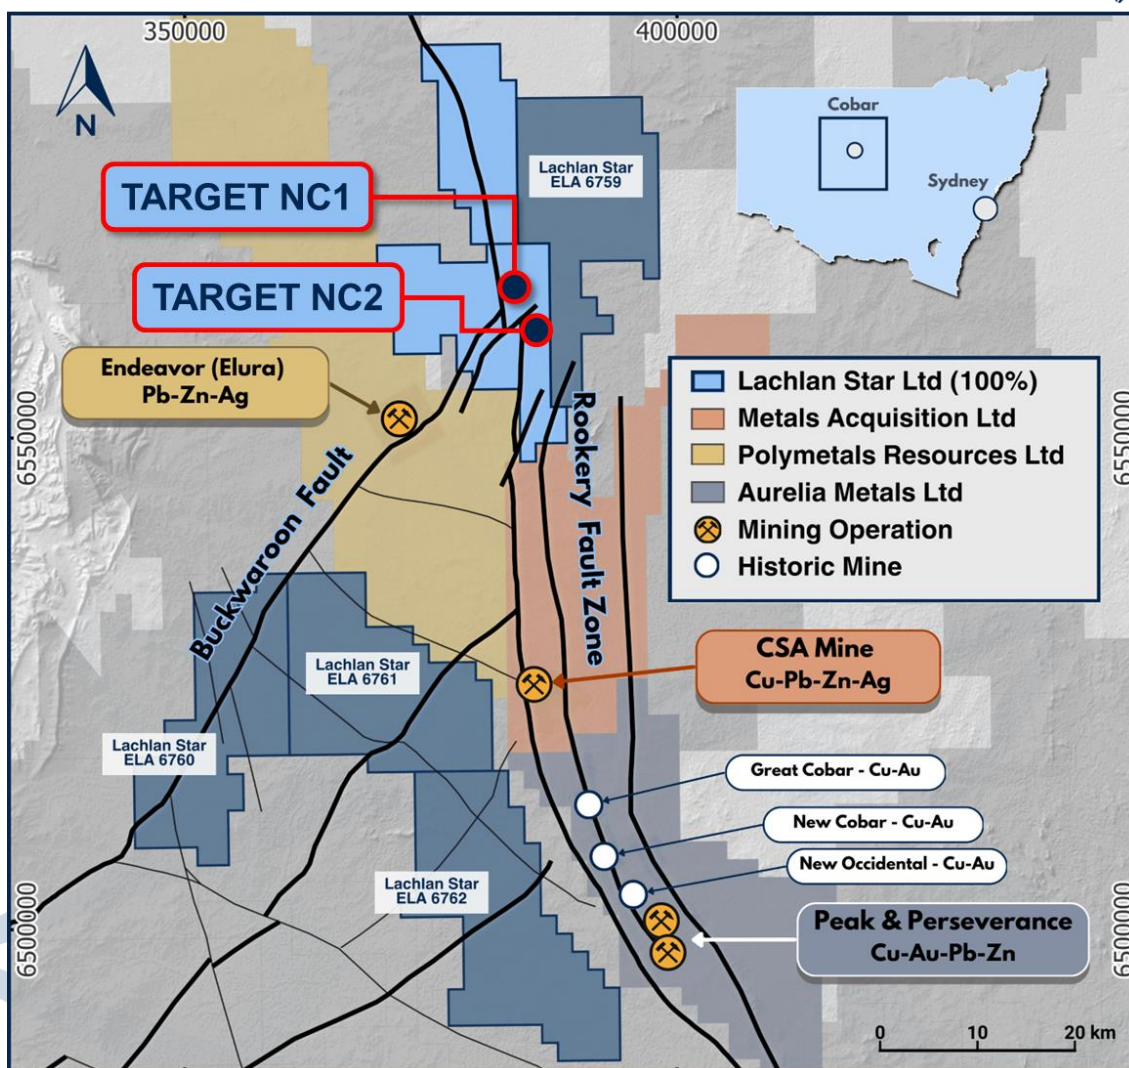 350000
400000
N
Cobar
Sydney
Lachlan Star
ELA 6759
TARGET NC1
TARGET NC2
Endeavor (Elura)
Pb-Zn-Ag
6550000
6550000
Lachlan Star Ltd (100%)
Metals Acquisition Ltd
Polymetals Resources Ltd
Aurelia Metals Ltd
Mining Operation
Historic Mine
Buckwaroon Fault
Rookery Fault Zone
CSA Mine
Cu-Pb-Zn-Ag
Lachlan Star
ELA 6761
Lachlan Star
ELA 6760
Great Cobar - Cu-Au
New Cobar - Cu-Au
New Occidental - Cu-Au
Lachlan Star
ELA 6762
Peak & Perseverance
Cu-Au-Pb-Zn
6500000
6500000
0 10 20 km